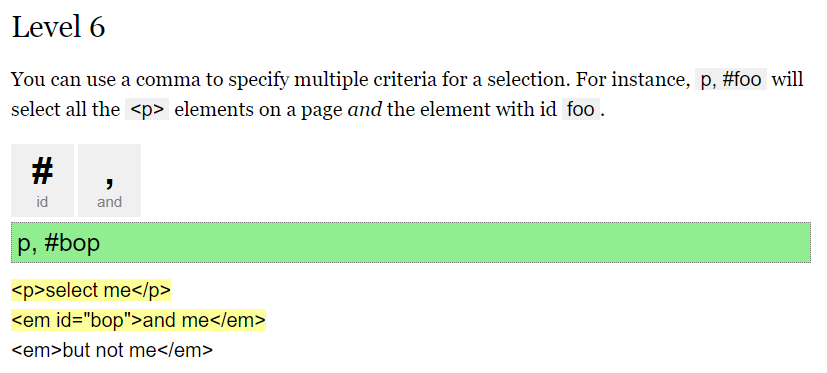 Level 6
You can use a comma to specify multiple criteria for a selection. For instance, p, #foo will
select all the <p> elements on a page and the element with id foo .
# ,
id and
p, #bop
<p>select me</p>
<em id="bop">and me</em>
<em>but not me</em>